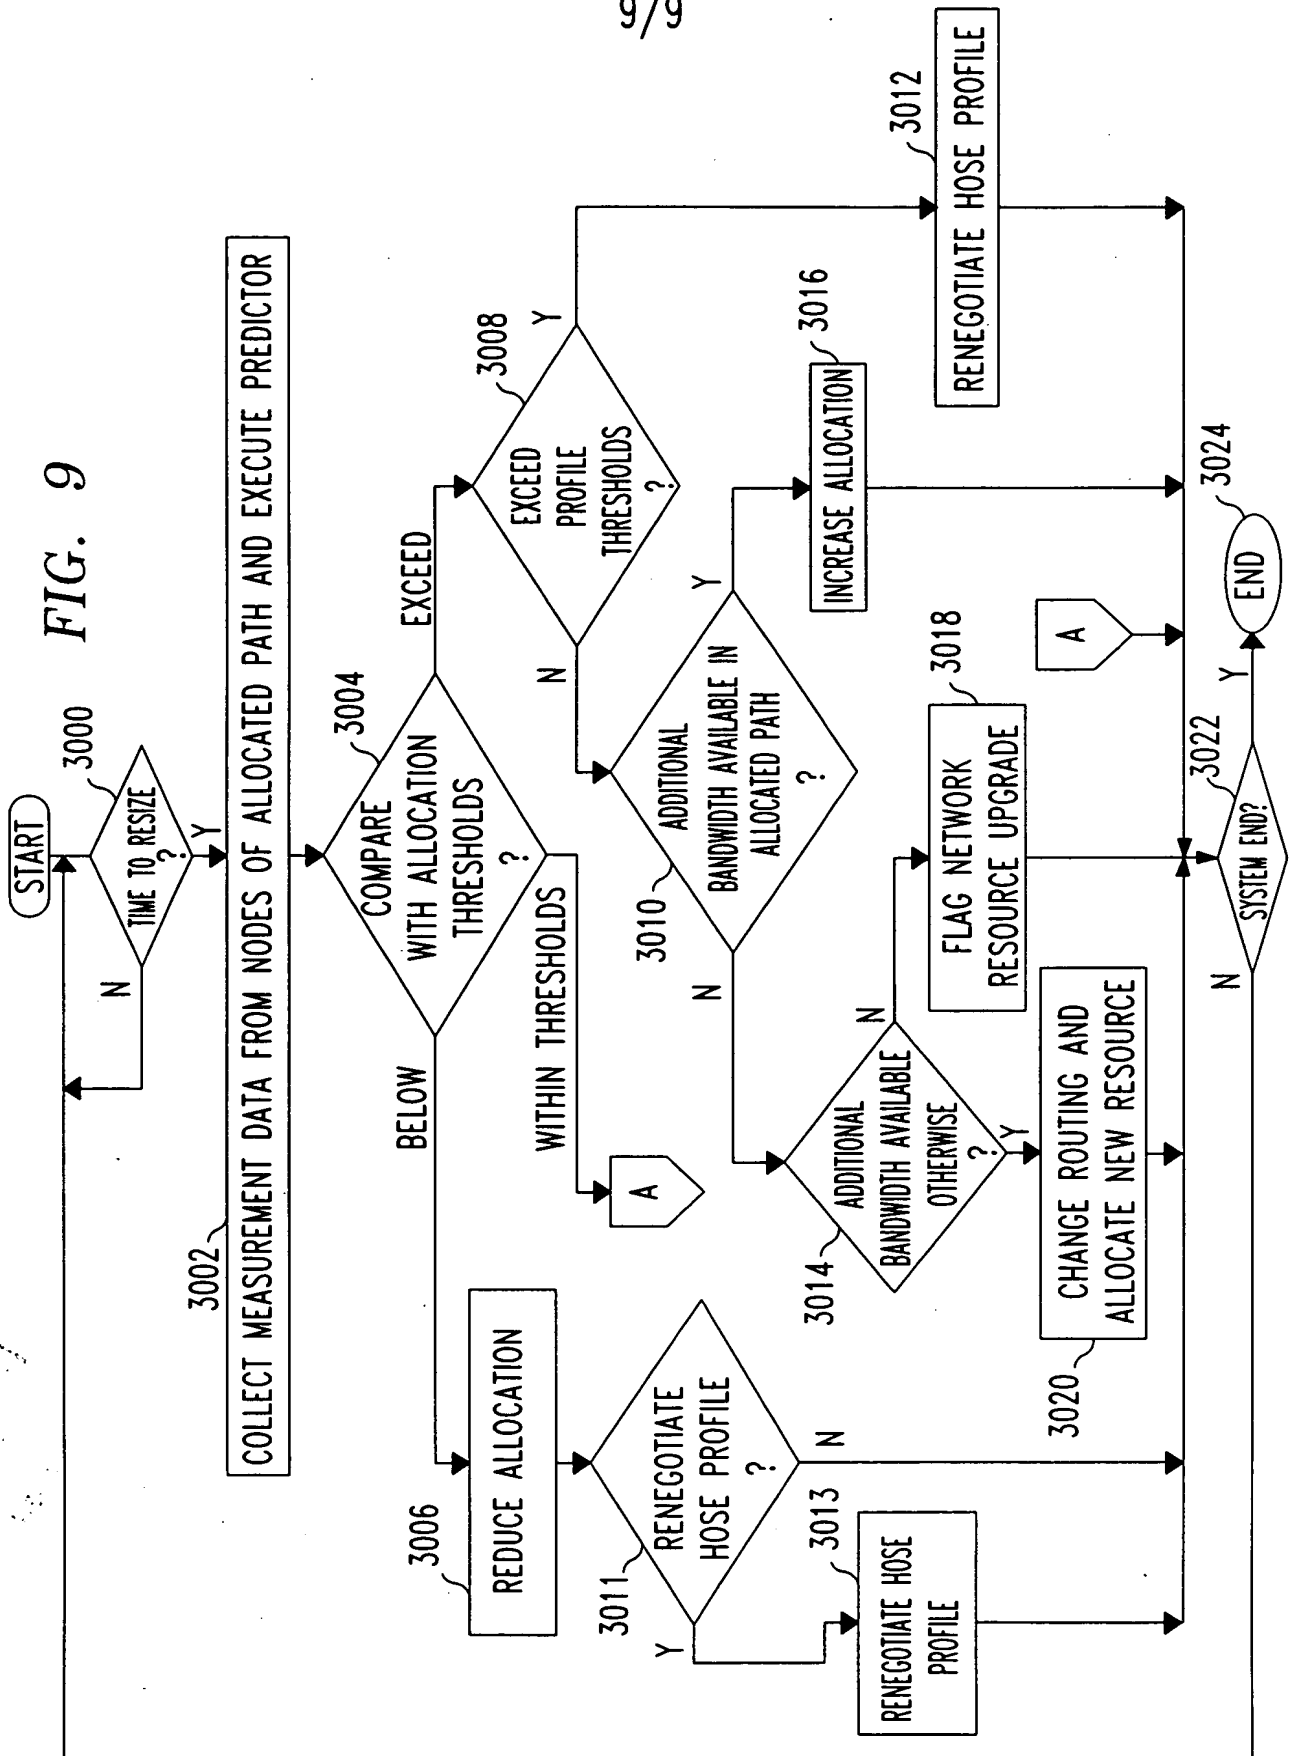 9/9
FIG. 9
START
3000
TIME TO RESIZE
?
N
Y
3002
COLLECT MEASUREMENT DATA FROM NODES OF ALLOCATED PATH AND EXECUTE PREDICTOR
3004
COMPARE
WITH ALLOCATION
THRESHOLDS
?
BELOW
EXCEED
WITHIN THRESHOLDS
A
3006
REDUCE ALLOCATION
3008
EXCEED
PROFILE
THRESHOLDS
?
Y
N
3011
RENEGOTIATE
HOSE PROFILE
?
Y
N
3010
ADDITIONAL
BANDWIDTH AVAILABLE IN
ALLOCATED PATH
?
N
Y
3013
RENEGOTIATE HOSE
PROFILE
3014
ADDITIONAL
BANDWIDTH AVAILABLE
OTHERWISE
?
N
Y
3016
INCREASE ALLOCATION
3012
RENEGOTIATE HOSE PROFILE
3018
FLAG NETWORK
RESOURCE UPGRADE
3020
CHANGE ROUTING AND
ALLOCATE NEW RESOURCE
A
3022
SYSTEM END?
N
Y
3024
END